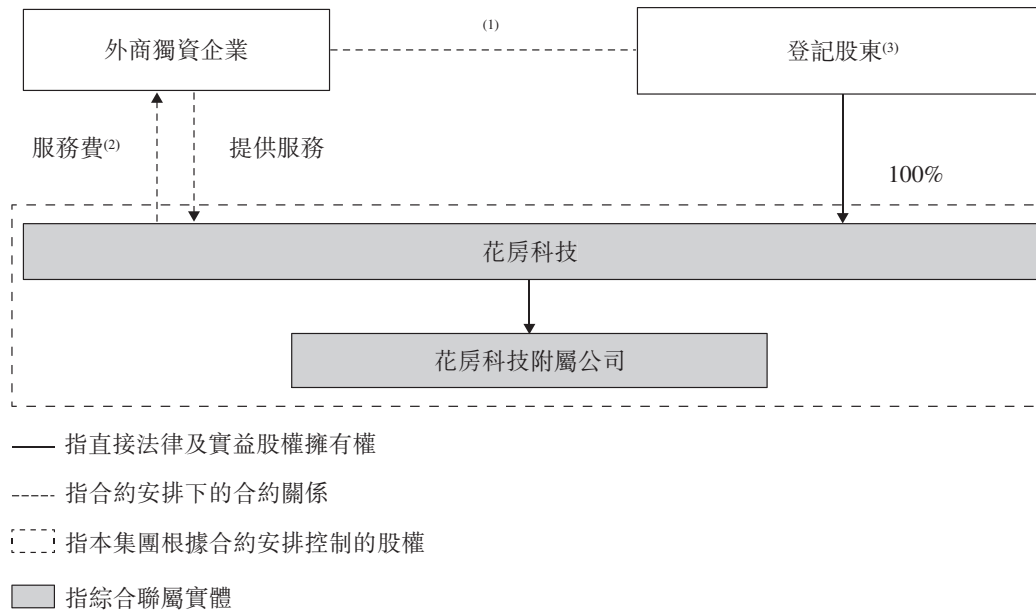 外商獨資企業
(1)
登記股東(3)
服務費(2)
提供服務
100%
花房科技
花房科技附屬公司
指直接法律及實益股權擁有權
指合約安排下的合約關係
指本集團根據合約安排控制的股權
指綜合聯屬實體